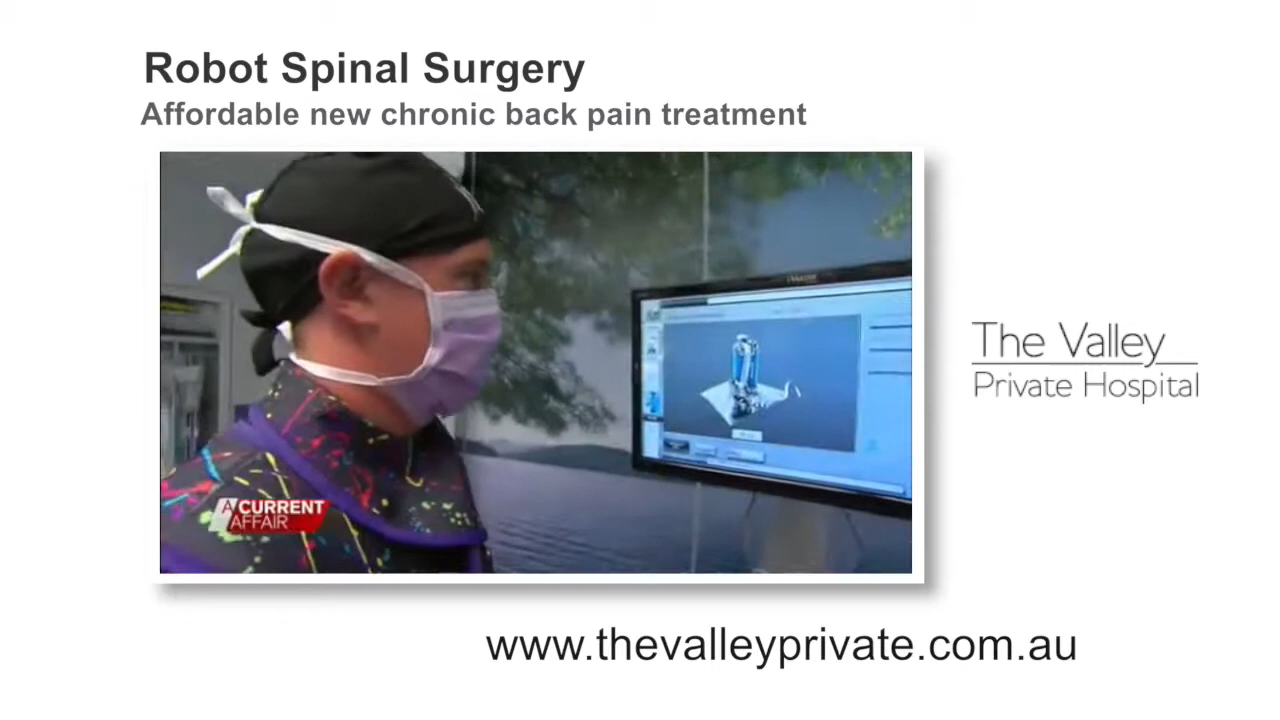 Robot Spinal Surgery
Affordable new chronic back pain treatment
The Valley
Private Hospital
A CURRENT
AFFAIR
www.thevalleyprivate.com.au